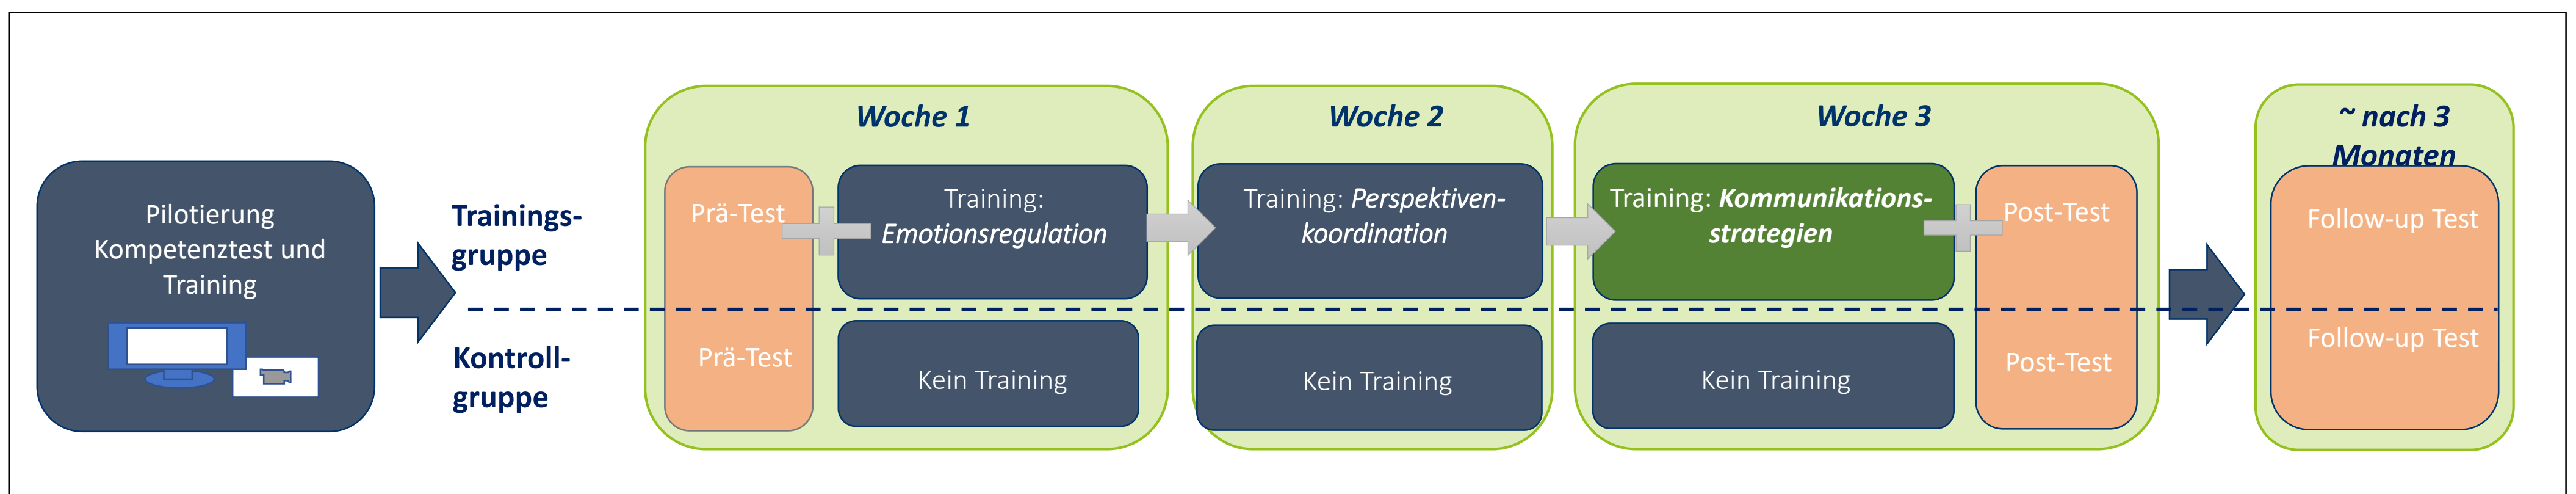 Pilotierung
Kompetenztest und
Training
Trainings-
gruppe
Kontroll-
gruppe
Woche 1
Prä-Test
Training:
Emotionsregulation
Prä-Test
Kein Training
Woche 2
Training: Perspektiven-
koordination
Kein Training
Woche 3
Training: Kommunikations-
strategien
Post-Test
Kein Training
Post-Test
~ nach 3
Monaten
Follow-up Test
Follow-up Test